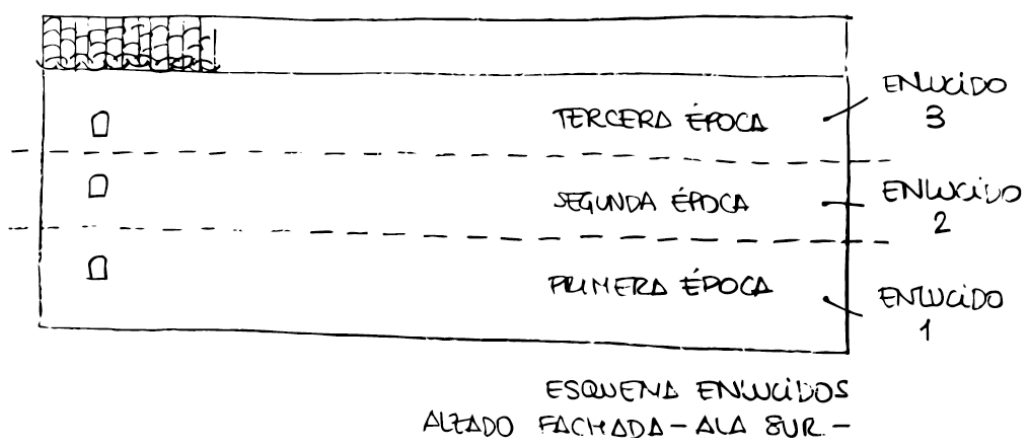 TERCERA ÉPOCA
ENLUCIDO
3
SEGUNDA ÉPOCA
ENLUCIDO
2
PRIMERA ÉPOCA
ENLUCIDO
1
ESQUEMA ENLUCIDOS
ALZADO FACHADA - ALA SUR -